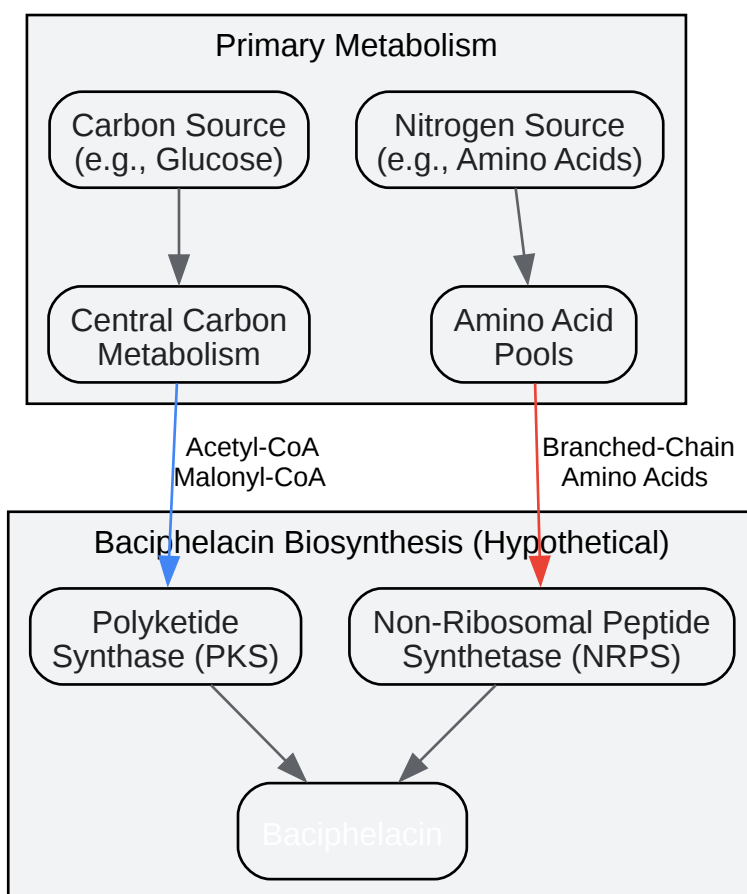 Primary Metabolism
Carbon Source
(e.g., Glucose)
Nitrogen Source
(e.g., Amino Acids)
Central Carbon
Metabolism
Amino Acid
Pools
Acetyl-CoA
Malonyl-CoA
Branched-Chain
Amino Acids
Baciphelacin Biosynthesis (Hypothetical)
Polyketide
Synthase (PKS)
Non-Ribosomal Peptide
Synthetase (NRPS)
Baciphelacin